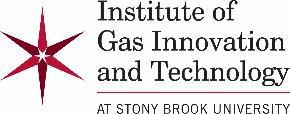 Institute of
Gas Innovation
and Technology
AT STONY BROOK UNIVERSITY